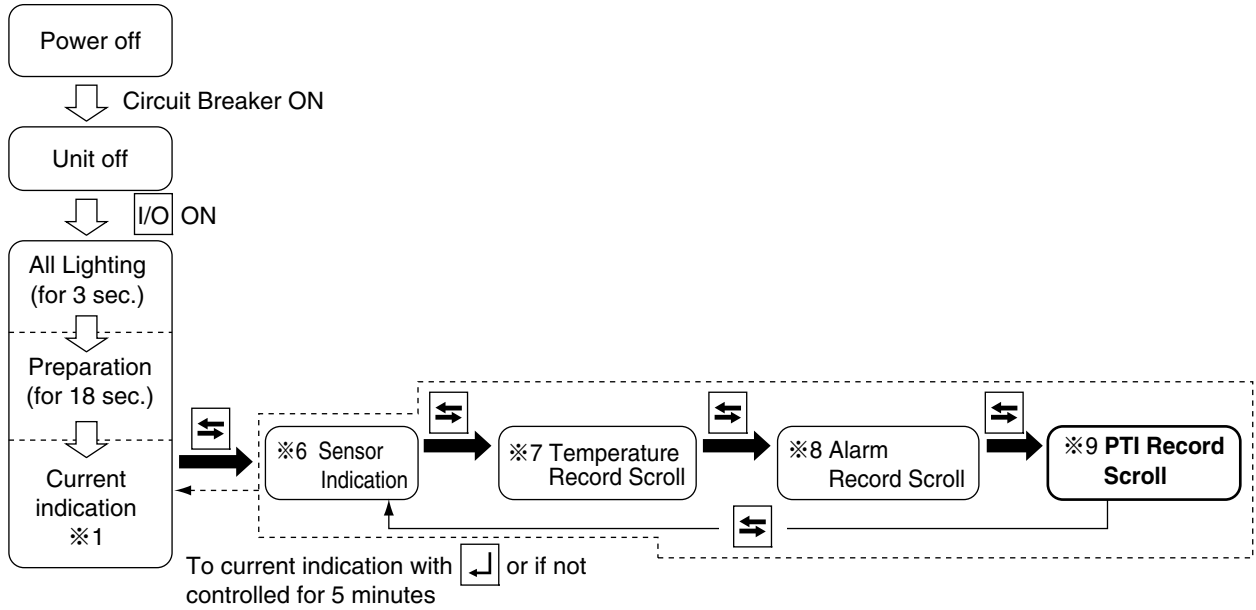 Power off
Circuit Breaker ON
Unit off
I/O ON
All Lighting
(for 3 sec.)
Preparation
(for 18 sec.)
Current
indication
※1
※6 Sensor
Indication
※7 Temperature
Record Scroll
※8 Alarm
Record Scroll
※9 PTI Record
Scroll
To current indication with ↵ or if not
controlled for 5 minutes